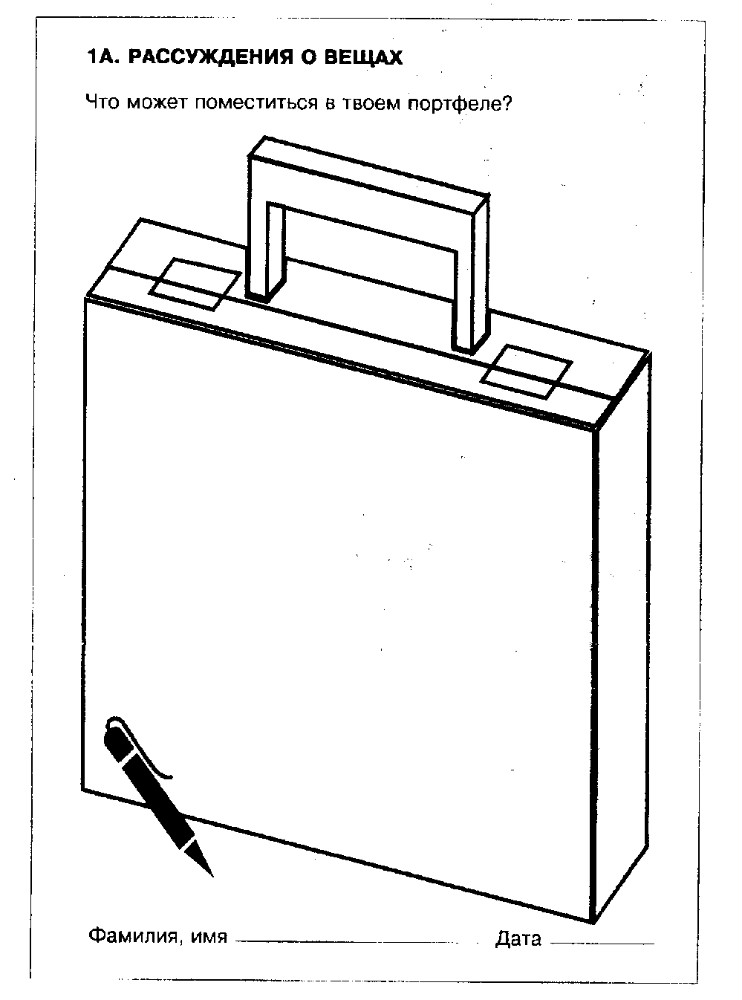 1А. РАССУЖДЕНИЯ О ВЕЩАХ
Что может поместиться в твоем портфеле?
Фамилия, имя
Дата